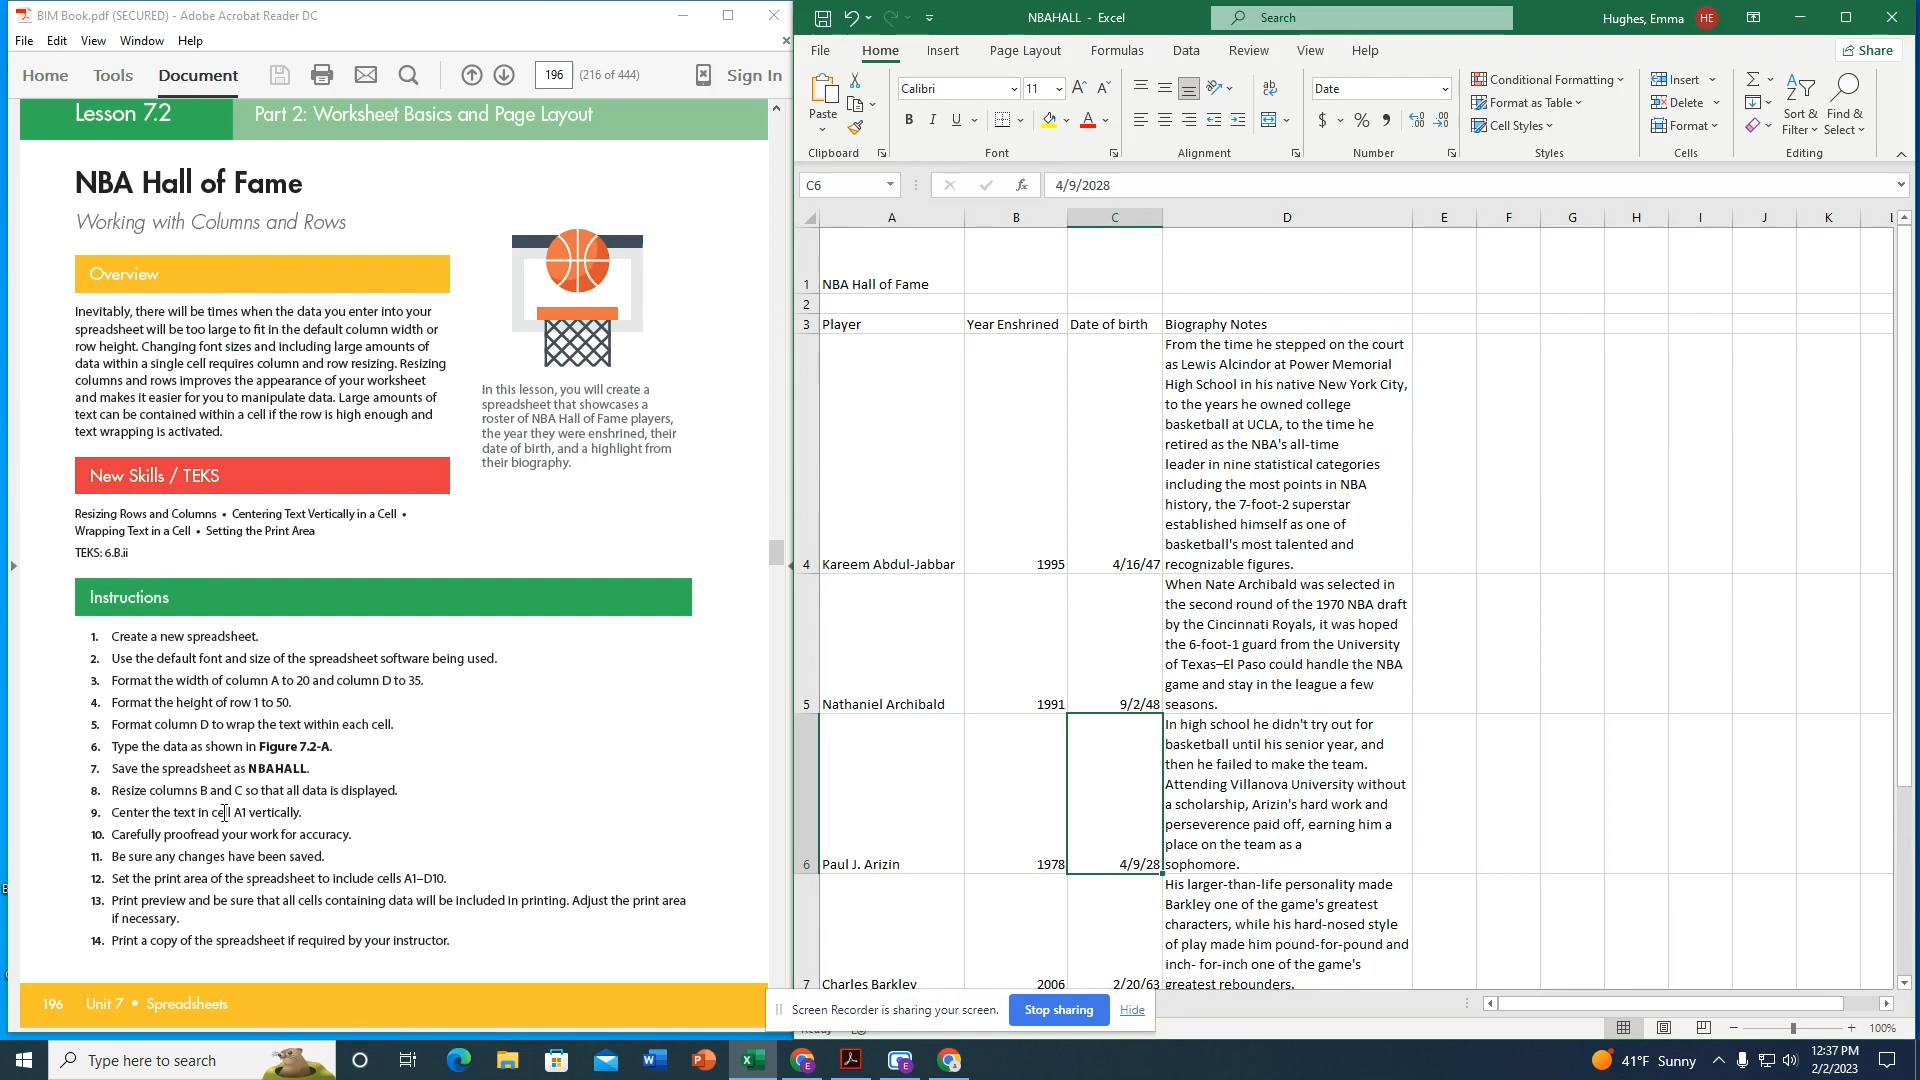 BIM Book.pdf (SECURED) - Adobe Acrobat Reader DC
File Edit View Window Help
Home Tools Document 196 (216 of 444) Sign In
Lesson 7.2 Part 2: Worksheet Basics and Page Layout
NBA Hall of Fame
Working with Columns and Rows
Overview
Inevitably, there will be times when the data you enter into your
spreadsheet will be too large to fit in the default column width or
row height. Changing font sizes and including large amounts of
data within a single cell requires column and row resizing. Resizing
columns and rows improves the appearance of your worksheet
and makes it easier for you to manipulate data. Large amounts of
text can be contained within a cell if the row is high enough and
text wrapping is activated.
In this lesson, you will create a
spreadsheet that showcases a
roster of NBA Hall of Fame players,
the year they were enshrined, their
date of birth, and a highlight from
their biography.
New Skills / TEKS
Resizing Rows and Columns • Centering Text Vertically in a Cell •
Wrapping Text in a Cell • Setting the Print Area
TEKS: 6.B.ii
Instructions
1. Create a new spreadsheet.
2. Use the default font and size of the spreadsheet software being used.
3. Format the width of column A to 20 and column D to 35.
4. Format the height of row 1 to 50.
5. Format column D to wrap the text within each cell.
6. Type the data as shown in Figure 7.2-A.
7. Save the spreadsheet as NBAHALL.
8. Resize columns B and C so that all data is displayed.
9. Center the text in cell A1 vertically.
10. Carefully proofread your work for accuracy.
11. Be sure any changes have been saved.
12. Set the print area of the spreadsheet to include cells A1–D10.
13. Print preview and be sure that all cells containing data will be included in printing. Adjust the print area
if necessary.
14. Print a copy of the spreadsheet if required by your instructor.
196 Unit 7 • Spreadsheets
NBAHALL - Excel
Search
Hughes, Emma HE
File Home Insert Page Layout Formulas Data Review View Help Share
Paste
Calibri 11
B I U A
ab
Date
$ % 9
Conditional Formatting
Format as Table
Cell Styles
Insert
Delete
Format
Sort & Filter
Find & Select
Clipboard Font Alignment Number Styles Cells Editing
C6 fx 4/9/2028
A B C D E F G H I J K L
1 NBA Hall of Fame
2
3 Player Year Enshrined Date of birth Biography Notes
From the time he stepped on the court
as Lewis Alcindor at Power Memorial
High School in his native New York City,
to the years he owned college
basketball at UCLA, to the time he
retired as the NBA's all-time
leader in nine statistical categories
including the most points in NBA
history, the 7-foot-2 superstar
established himself as one of
basketball's most talented and
4 Kareem Abdul-Jabbar 1995 4/16/47 recognizable figures.
When Nate Archibald was selected in
the second round of the 1970 NBA draft
by the Cincinnati Royals, it was hoped
the 6-foot-1 guard from the University
of Texas–El Paso could handle the NBA
game and stay in the league a few
5 Nathaniel Archibald 1991 9/2/48 seasons.
In high school he didn't try out for
basketball until his senior year, and
then he failed to make the team.
Attending Villanova University without
a scholarship, Arizin's hard work and
perseverence paid off, earning him a
place on the team as a
6 Paul J. Arizin 1978 4/9/28 sophomore.
His larger-than-life personality made
Barkley one of the game's greatest
characters, while his hard-nosed style
of play made him pound-for-pound and
inch- for-inch one of the game's
7 Charles Barkley 2006 2/20/63 greatest rebounders.
Screen Recorder is sharing your screen. Stop sharing Hide
100%
Type here to search
41°F Sunny
12:37 PM
2/2/2023